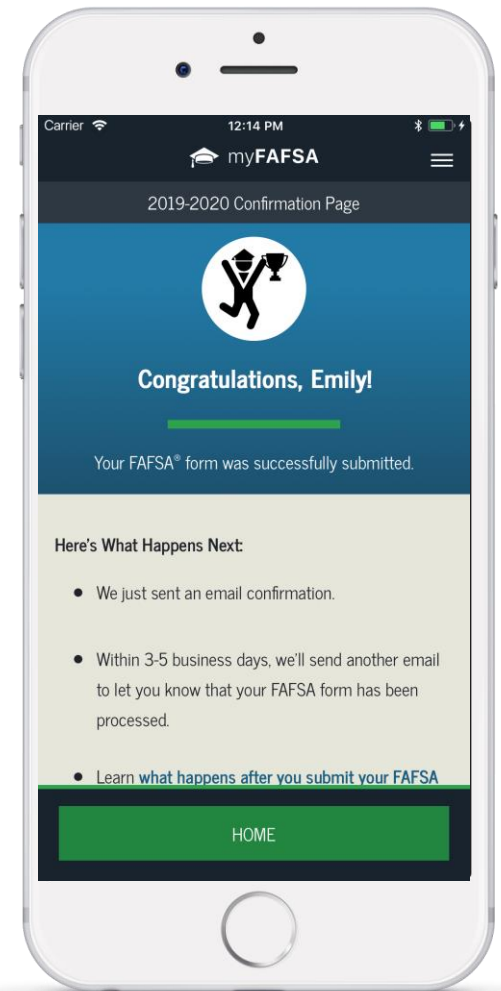 Carrier 12:14 PM
myFAFSA
2019-2020 Confirmation Page
Congratulations, Emily!
Your FAFSA® form was successfully submitted.
Here's What Happens Next:
• We just sent an email confirmation.
• Within 3-5 business days, we'll send another email
to let you know that your FAFSA form has been
processed.
• Learn what happens after you submit your FAFSA
HOME